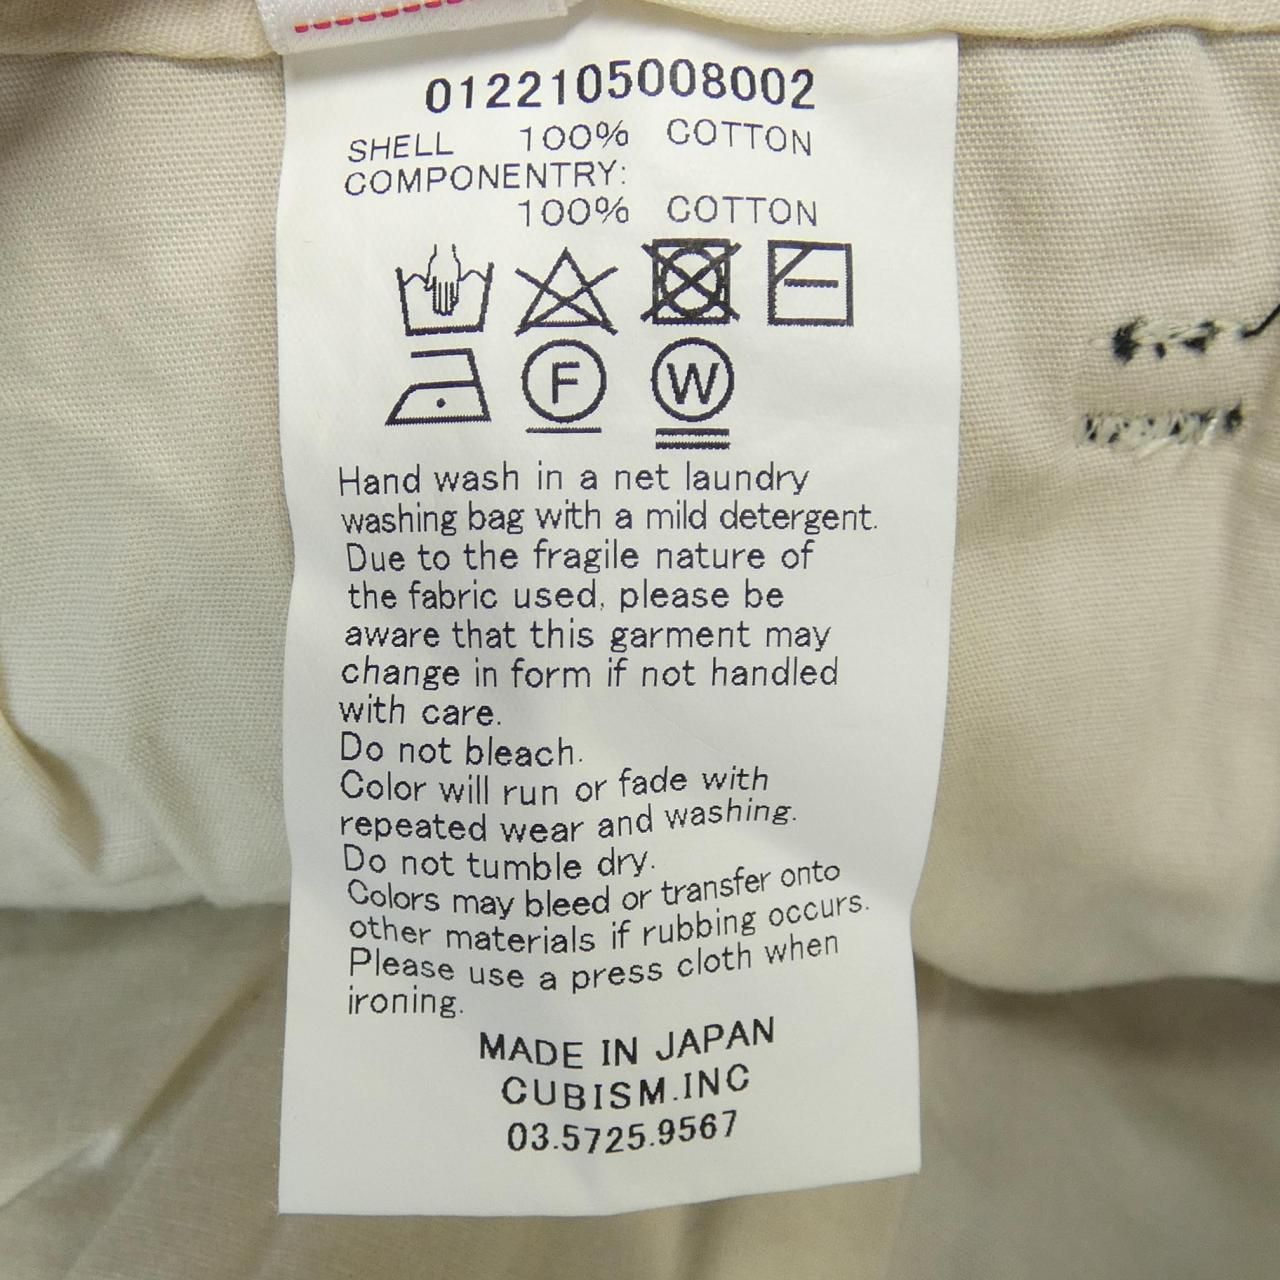 0122105008002
SHELL 100% COTTON
COMPONENTRY:
100% COTTON
F W
Hand wash in a net laundry
washing bag with a mild detergent.
Due to the fragile nature of
the fabric used, please be
aware that this garment may
change in form if not handled
with care.
Do not bleach.
Color will run or fade with
repeated wear and washing.
Do not tumble dry.
Colors may bleed or transfer onto
other materials if rubbing occurs.
Please use a press cloth when
ironing.
MADE IN JAPAN
CUBISM.INC
03.5725.9567